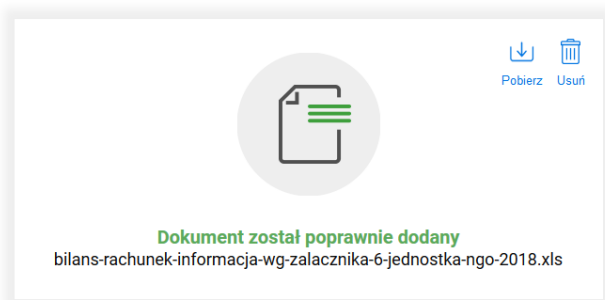 Pobierz Usuń
Dokument został poprawnie dodany
bilans-rachunek-informacja-wg-zalacznika-6-jednostka-ngo-2018.xls